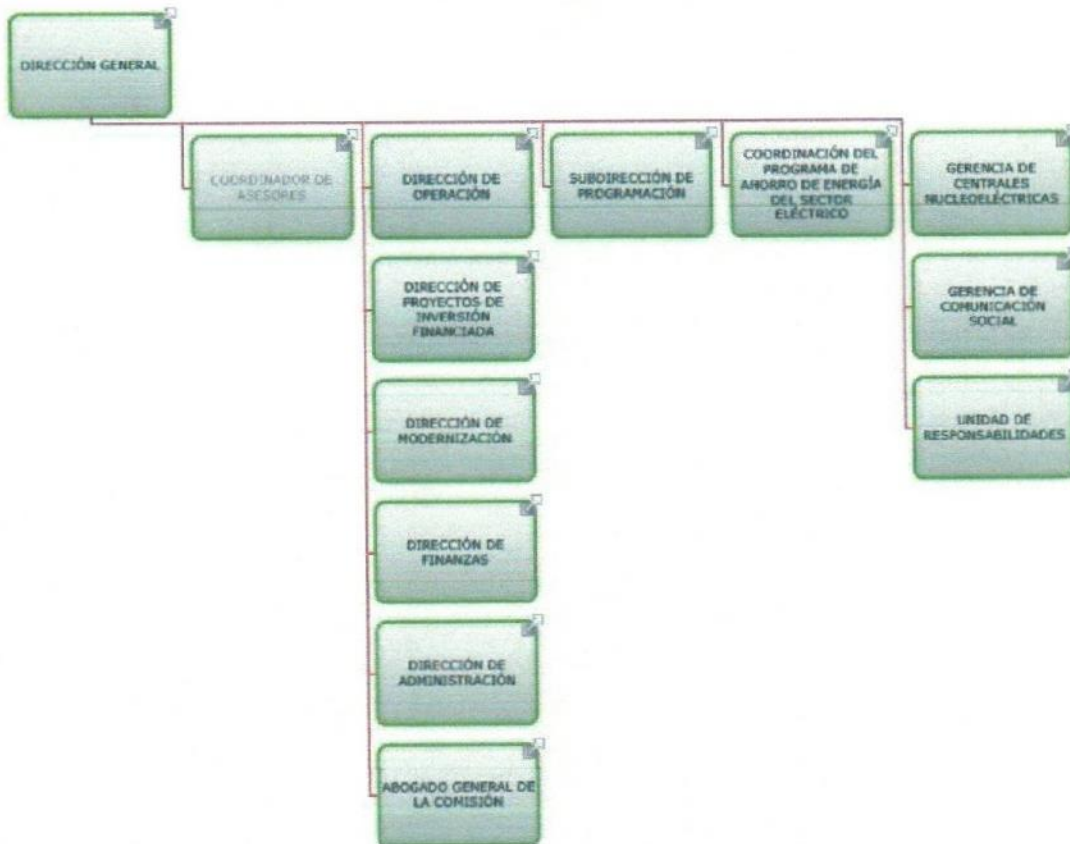 DIRECCIÓN GENERAL
COORDINADOR DE
ASESORES
DIRECCIÓN DE
OPERACIÓN
SUBDIRECCIÓN DE
PROGRAMACIÓN
COORDINACIÓN DEL
PROGRAMA DE
AHORRO DE ENERGÍA
DEL SECTOR
ELÉCTRICO
GERENCIA DE
CENTRALES
NUCLEOELÉCTRICAS
DIRECCIÓN DE
PROYECTOS DE
INVERSIÓN
FINANCIADA
GERENCIA DE
COMUNICACIÓN
SOCIAL
DIRECCIÓN DE
MODERNIZACIÓN
UNIDAD DE
RESPONSABILIDADES
DIRECCIÓN DE
FINANZAS
DIRECCIÓN DE
ADMINISTRACIÓN
ABOGADO GENERAL DE
LA COMISIÓN